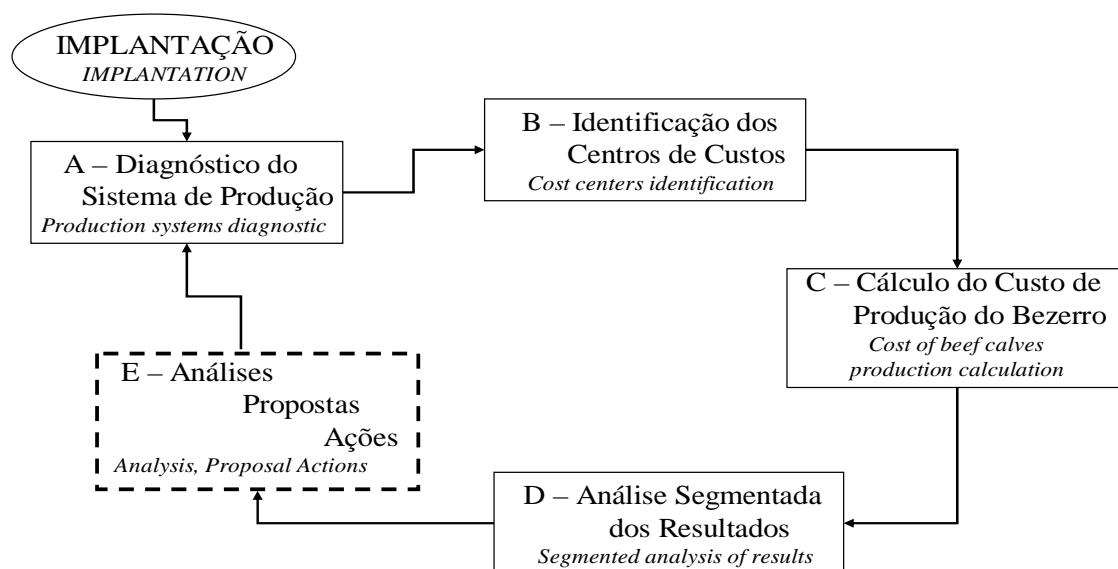 IMPLANTAÇÃO
IMPLANTATION
A – Diagnóstico do
Sistema de Produção
Production systems diagnostic
B – Identificação dos
Centros de Custos
Cost centers identification
C – Cálculo do Custo de
Produção do Bezerro
Cost of beef calves
production calculation
D – Análise Segmentada
dos Resultados
Segmented analysis of results
E – Análises
Propostas
Ações
Analysis, Proposal Actions